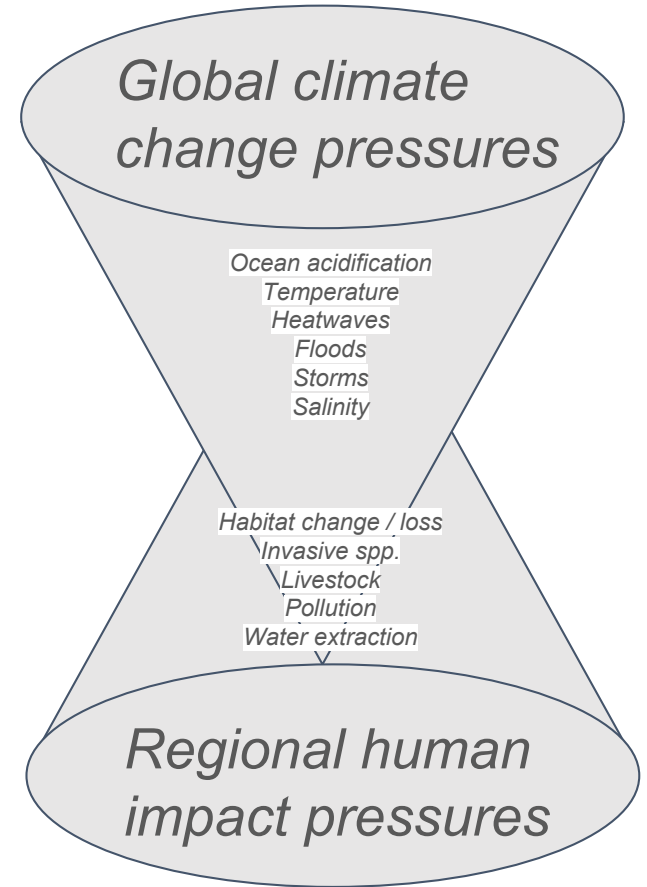 Global climate
change pressures
Ocean acidification
Temperature
Heatwaves
Floods
Storms
Salinity
Habitat change / loss
Invasive spp.
Livestock
Pollution
Water extraction
Regional human
impact pressures